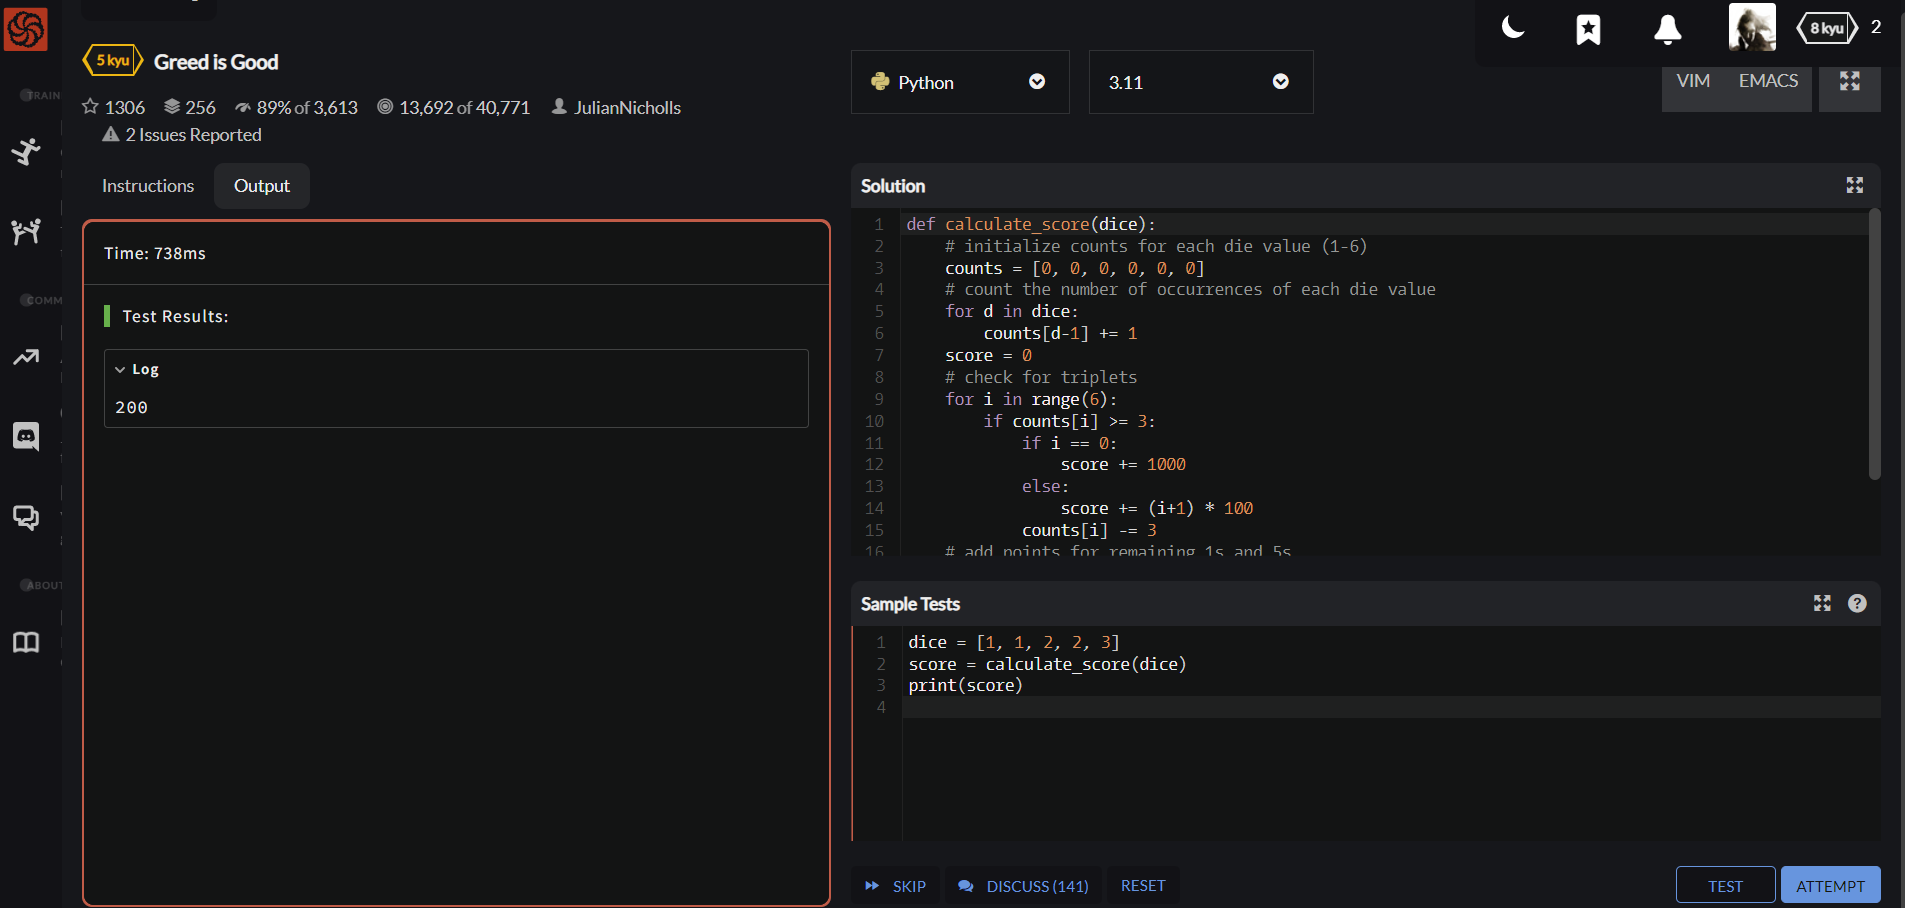 5 kyu Greed is Good
1306 256 89% of 3,613 13,692 of 40,771 JulianNicholls
2 Issues Reported
Python
3.11
8 kyu 2
VIM EMACS
TRAIN
COMM
ABOUT
Instructions Output
Time: 738ms
Test Results:
Log
200
Solution
1 def calculate_score(dice):
2 # initialize counts for each die value (1-6)
3 counts = [0, 0, 0, 0, 0, 0]
4 # count the number of occurrences of each die value
5 for d in dice:
6 counts[d-1] += 1
7 score = 0
8 # check for triplets
9 for i in range(6):
10 if counts[i] >= 3:
11 if i == 0:
12 score += 1000
13 else:
14 score += (i+1) * 100
15 counts[i] -= 3
16 # add points for remaining 1s and 5s
Sample Tests
1 dice = [1, 1, 2, 2, 3]
2 score = calculate_score(dice)
3 print(score)
4
SKIP DISCUSS (141) RESET
TEST ATTEMPT